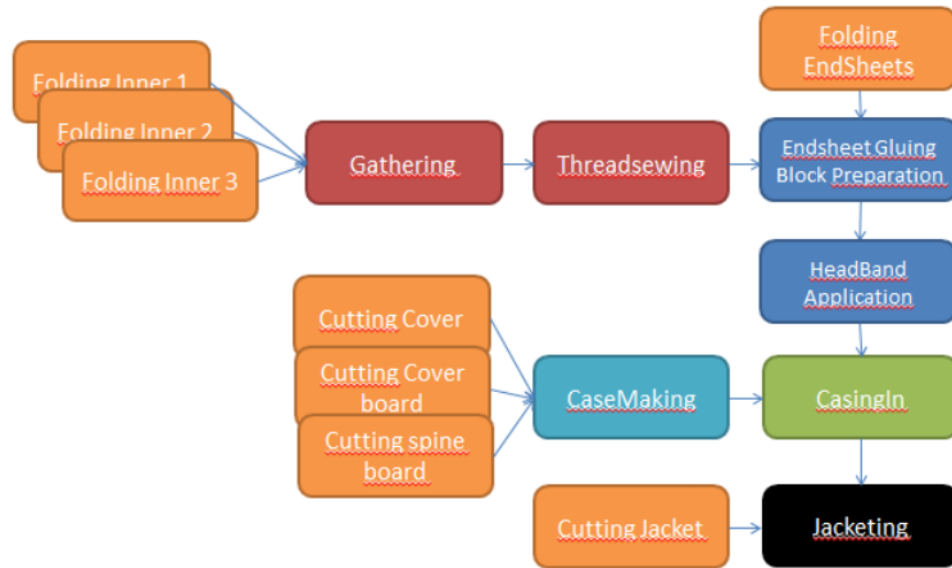 Folding
EndSheets
Folding Inner 1
Folding Inner 2
Folding Inner 3
Gathering
Threadsewing
Endsheet Gluing
Block Preparation
HeadBand
Application
Cutting Cover
Cutting Cover
board
Cutting spine
board
CaseMaking
CasingIn
Cutting Jacket
Jacketing